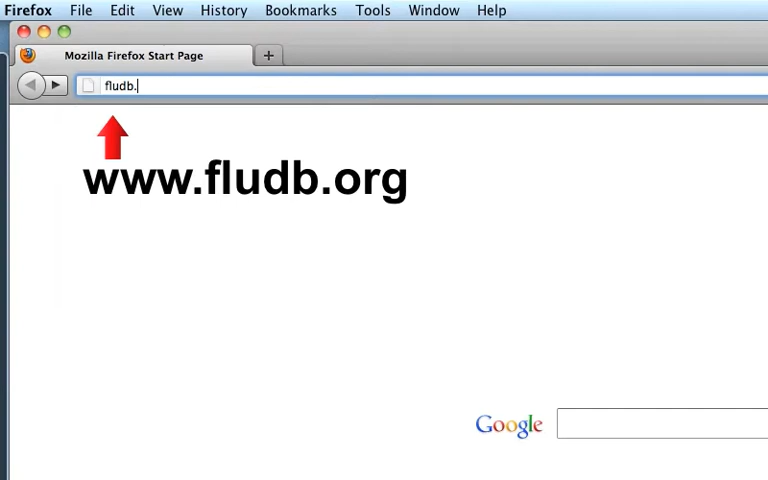 Firefox File Edit View History Bookmarks Tools Window Help
Mozilla Firefox Start Page +
fludb.
www.fludb.org
Google